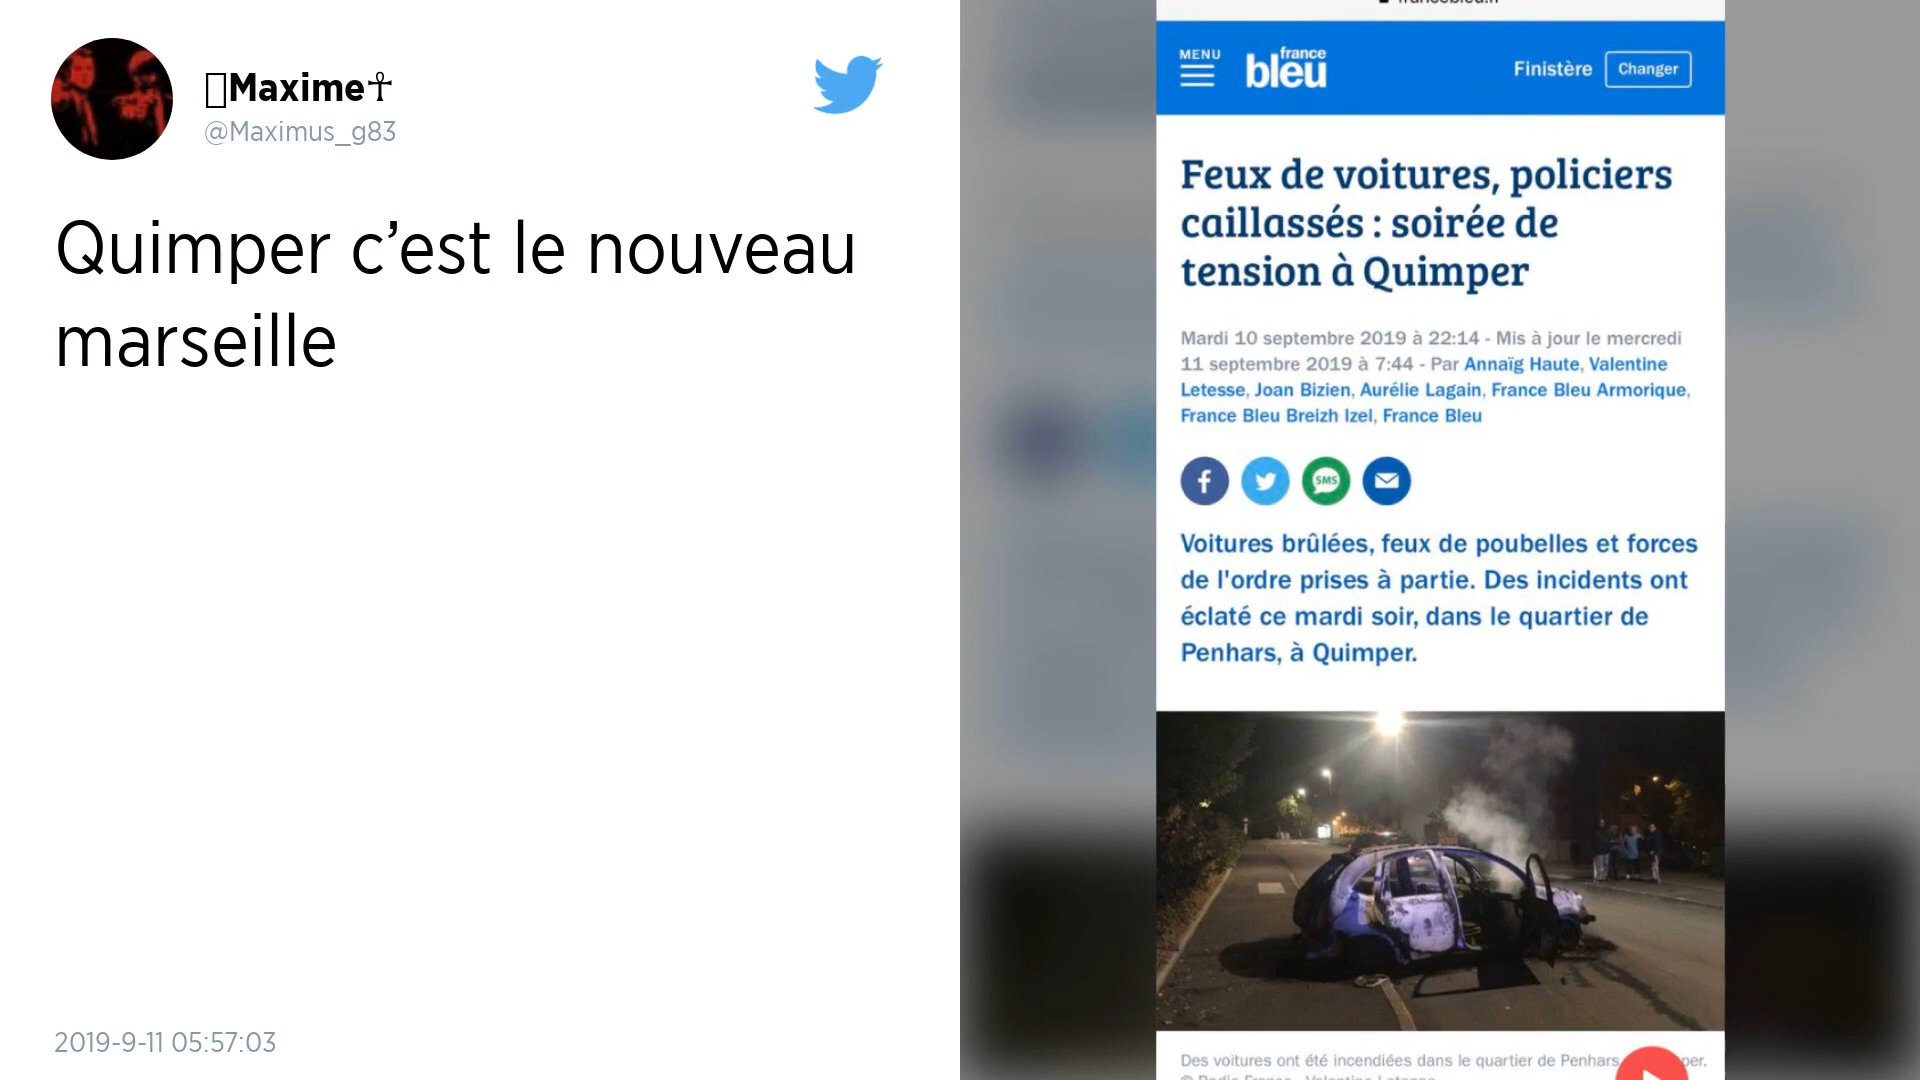 Maxime☥
@Maximus_g83
Quimper c’est le nouveau
marseille
2019-9-11 05:57:03
MENU
france
bleu
Finistère
Changer
Feux de voitures, policiers
caillassés : soirée de
tension à Quimper
Mardi 10 septembre 2019 à 22:14 - Mis à jour le mercredi
11 septembre 2019 à 7:44 - Par Annaïg Haute, Valentine
Letesse, Joan Bizien, Aurélie Lagain, France Bleu Armorique,
France Bleu Breizh Izel, France Bleu
SMS
Voitures brûlées, feux de poubelles et forces
de l'ordre prises à partie. Des incidents ont
éclaté ce mardi soir, dans le quartier de
Penhars, à Quimper.
Des voitures ont été incendiées dans le quartier de Penhars